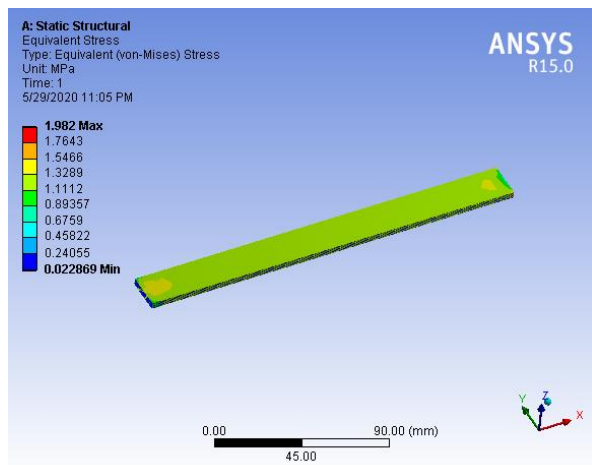 A: Static Structural
Equivalent Stress
Type: Equivalent (von-Mises) Stress
Unit: MPa
Time: 1
5/29/2020 11:05 PM
ANSYS
R15.0
1.982 Max
1.7643
1.5466
1.3289
1.1112
0.89357
0.6759
0.45822
0.24055
0.022869 Min
Y
Z
X
0.00
90.00 (mm)
45.00